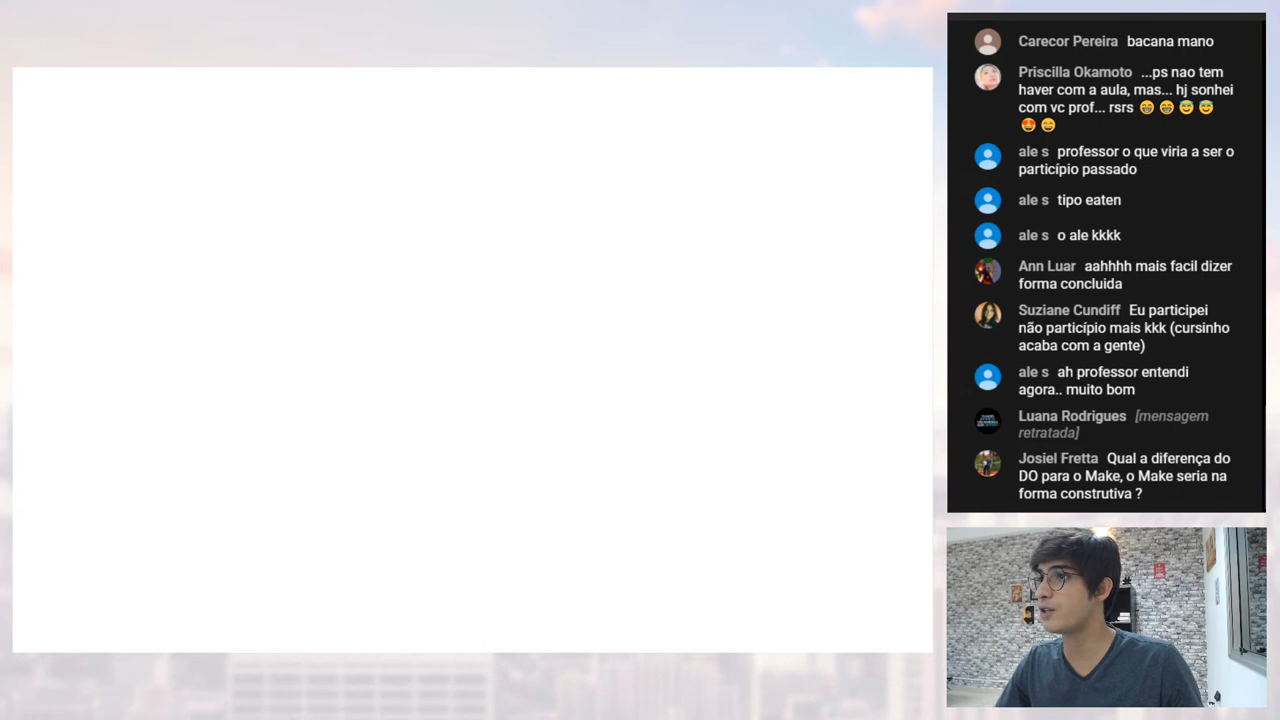 Carecor Pereira bacana mano
Priscilla Okamoto ...ps nao tem
haver com a aula, mas... hj sonhei
com vc prof... rsrs 😁 😁 😇 😇
😍 😄
ale s professor o que viria a ser o
particípio passado
ale s tipo eaten
ale s o ale kkkk
Ann Luar aahhhh mais facil dizer
forma concluida
Suziane Cundiff Eu participei
não particípio mais kkk (cursinho
acaba com a gente)
ale s ah professor entendi
agora.. muito bom
Luana Rodrigues [mensagem
retratada]
Josiel Fretta Qual a diferença do
DO para o Make, o Make seria na
forma construtiva ?